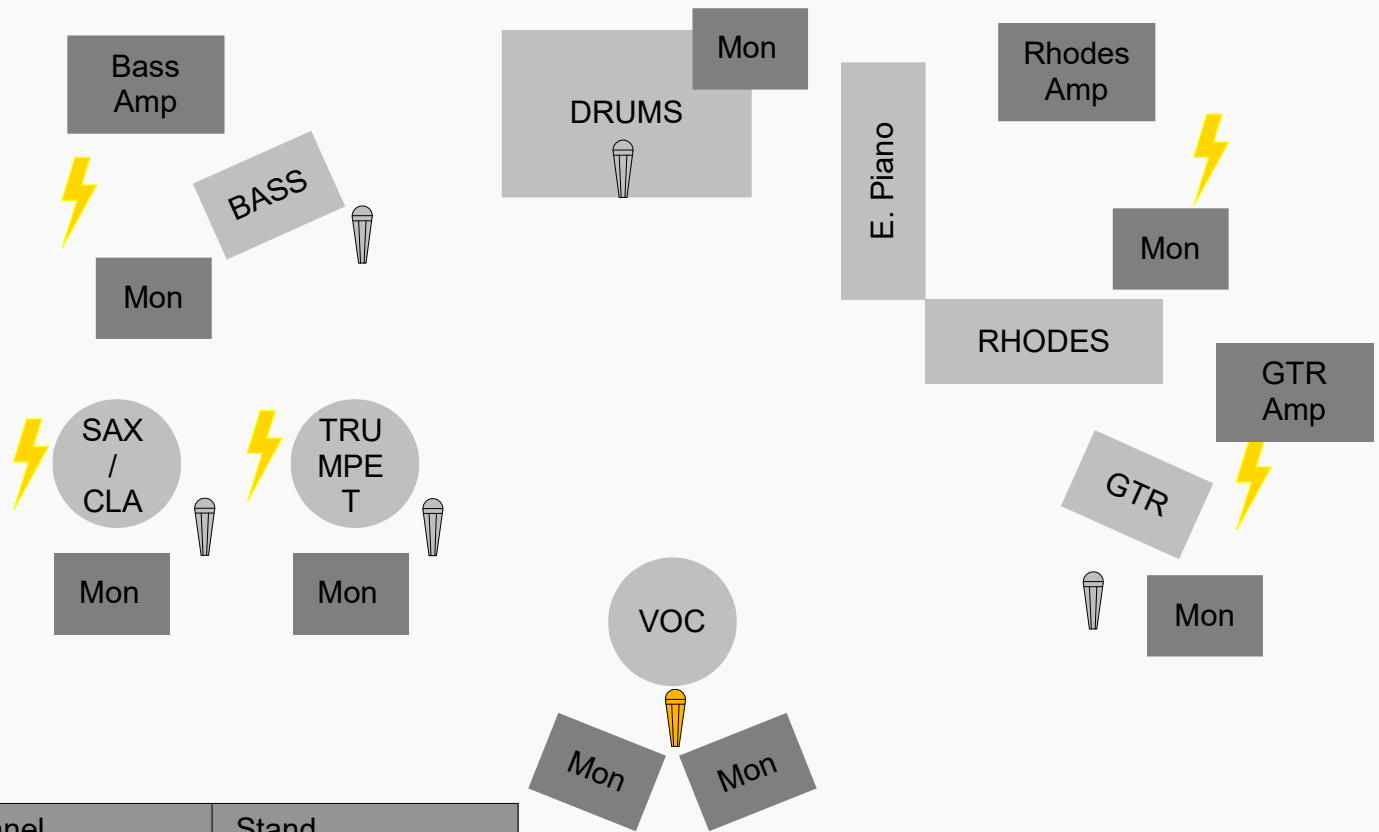 Bass
Amp
BASS
Mon
DRUMS
Mon
E. Piano
Rhodes
Amp
Mon
RHODES
GTR
Amp
GTR
Mon
SAX
/
CLA
Mon
TRU
MPE
T
Mon
VOC
Mon
Mon
Stand